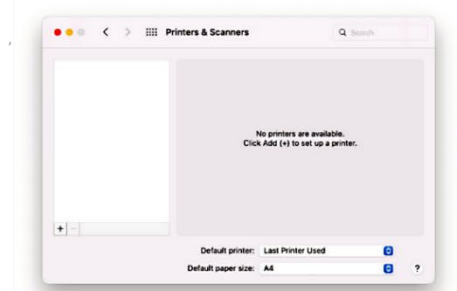 Printers & Scanners
Search
No printers are available.
Click Add (+) to set up a printer.
+ -
Default printer: Last Printer Used
Default paper size: A4
?